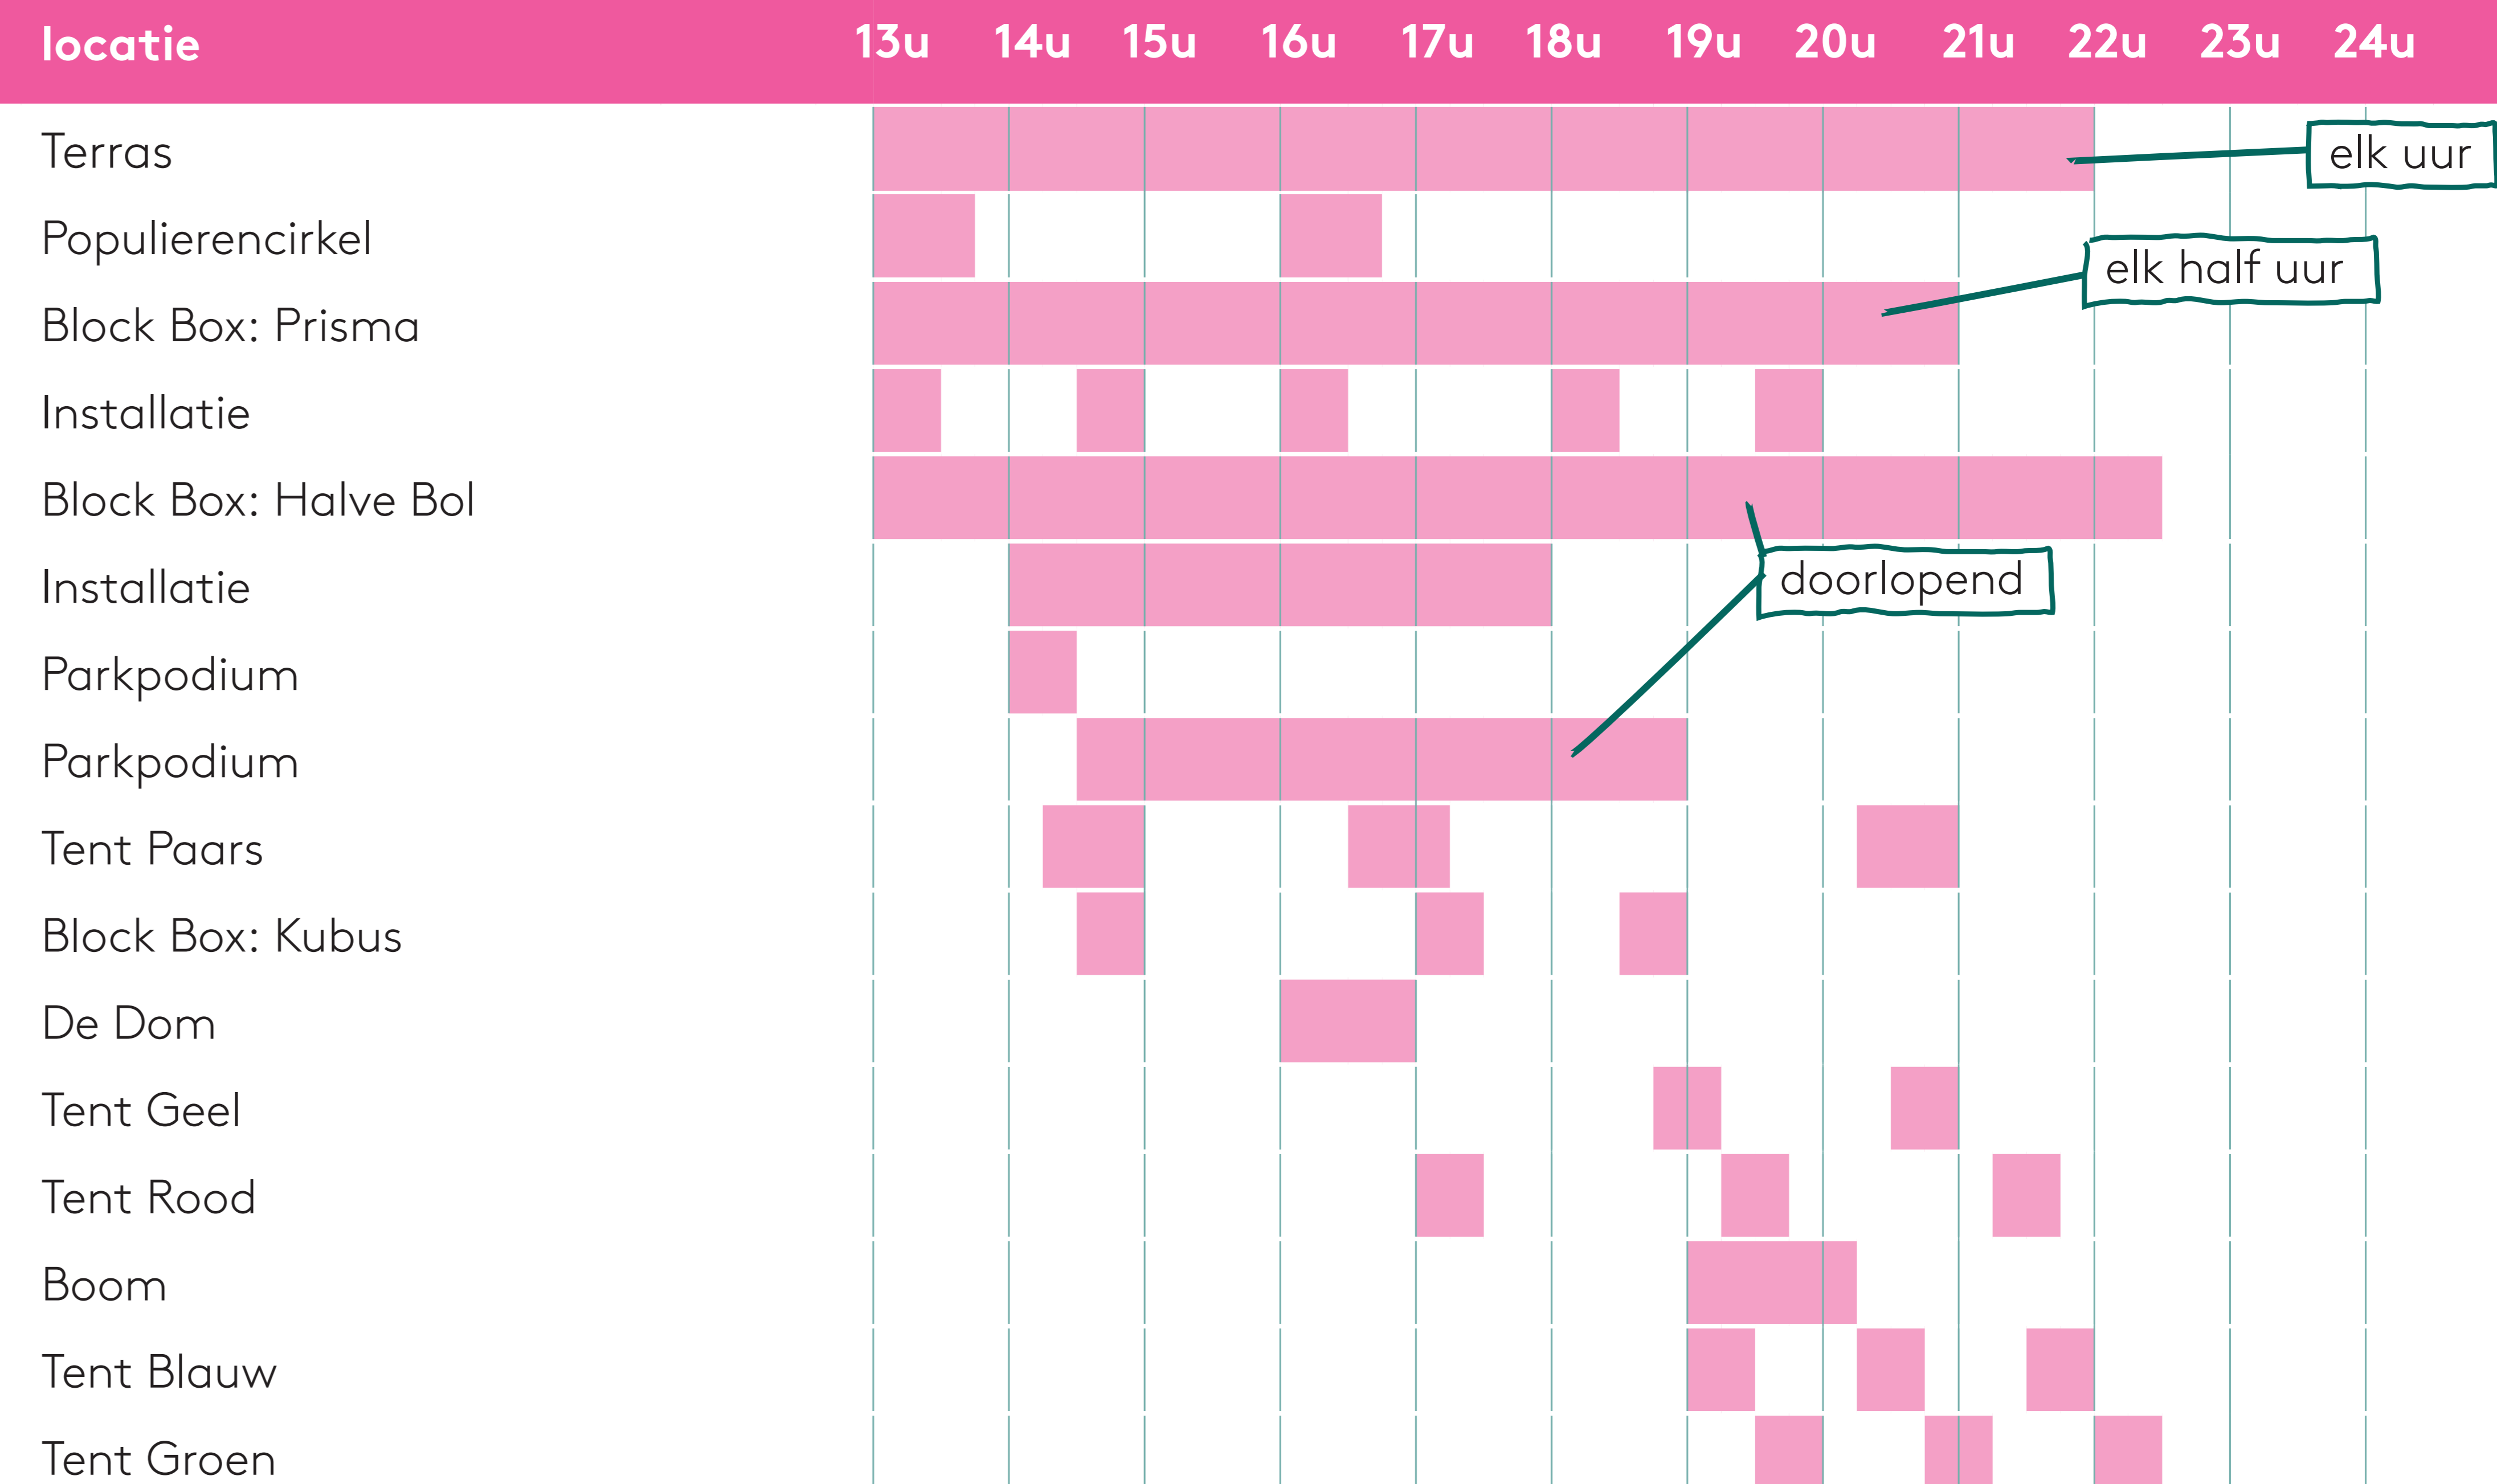 locatie 13u 14u 15u 16u 17u 18u 19u 20u 21u 22u 23u 24u
Terras elk uur
Populierencirkel
elk half uur
Block Box: Prisma
Installatie
Block Box: Halve Bol
Installatie doorlopend
Parkpodium
Parkpodium
Tent Paars
Block Box: Kubus
De Dom
Tent Geel
Tent Rood
Boom
Tent Blauw
Tent Groen